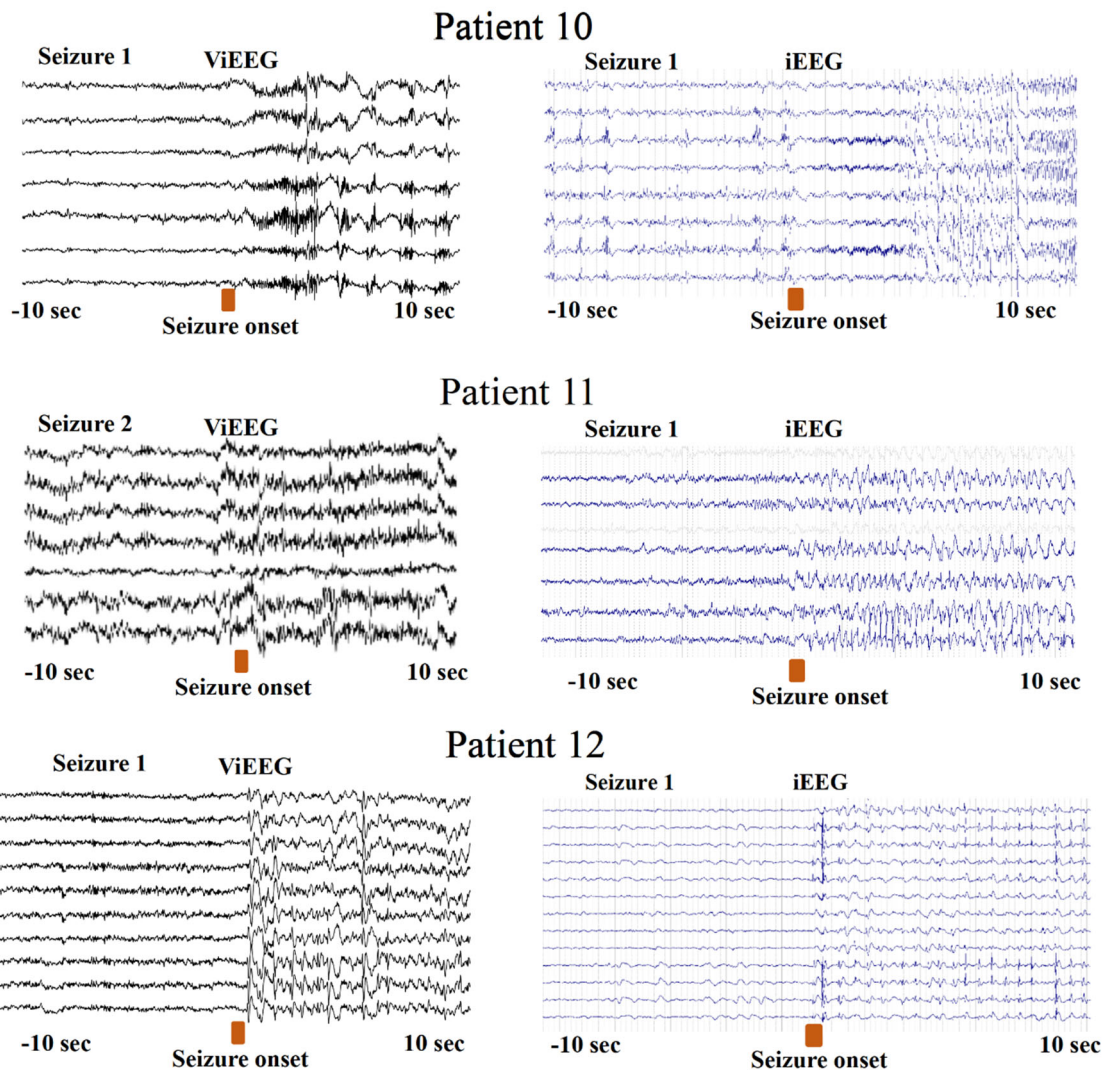 Patient 10
Seizure 1 ViEEG Seizure 1 iEEG
-10 sec 10 sec -10 sec 10 sec
Seizure onset Seizure onset
Patient 11
Seizure 2 ViEEG Seizure 1 iEEG
-10 sec 10 sec -10 sec 10 sec
Seizure onset Seizure onset
Patient 12
Seizure 1 ViEEG Seizure 1 iEEG
-10 sec 10 sec -10 sec 10 sec
Seizure onset Seizure onset